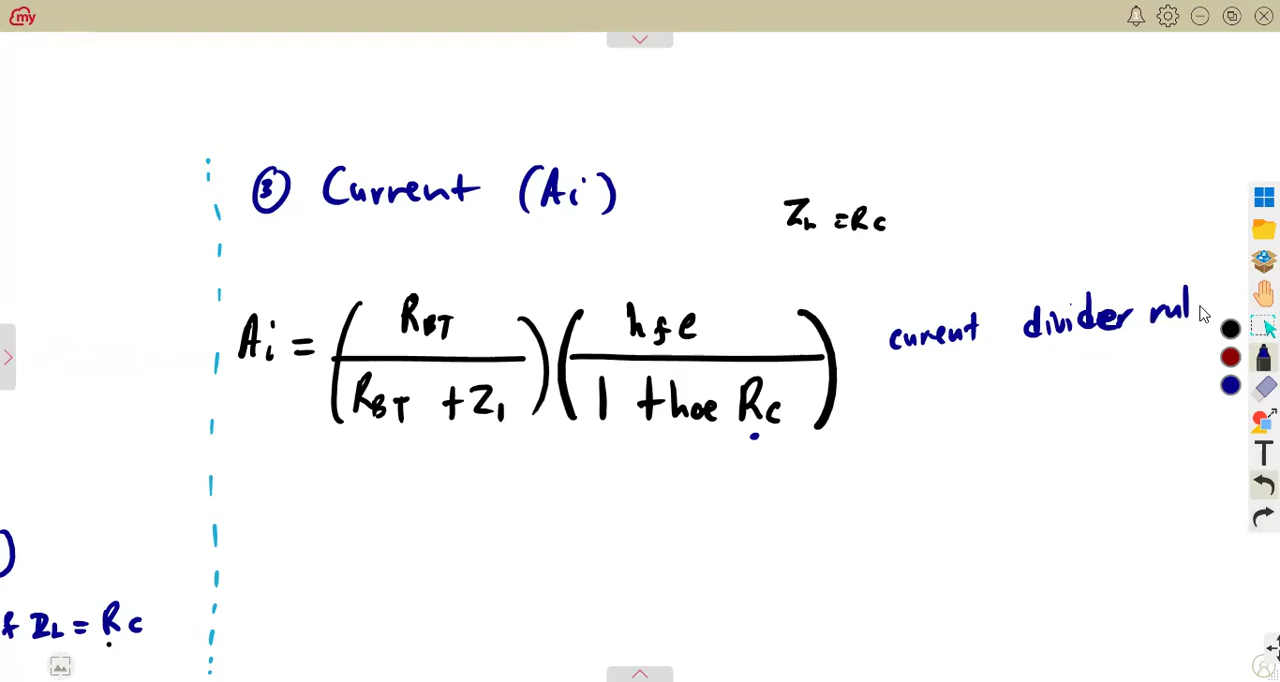 my
③ Current (Ai)
ZL = RC
Ai = (RBT / (RBT + Z1)) (hfe / (1 + hoe RC))
current divider rul
)
f ZL = RC
T